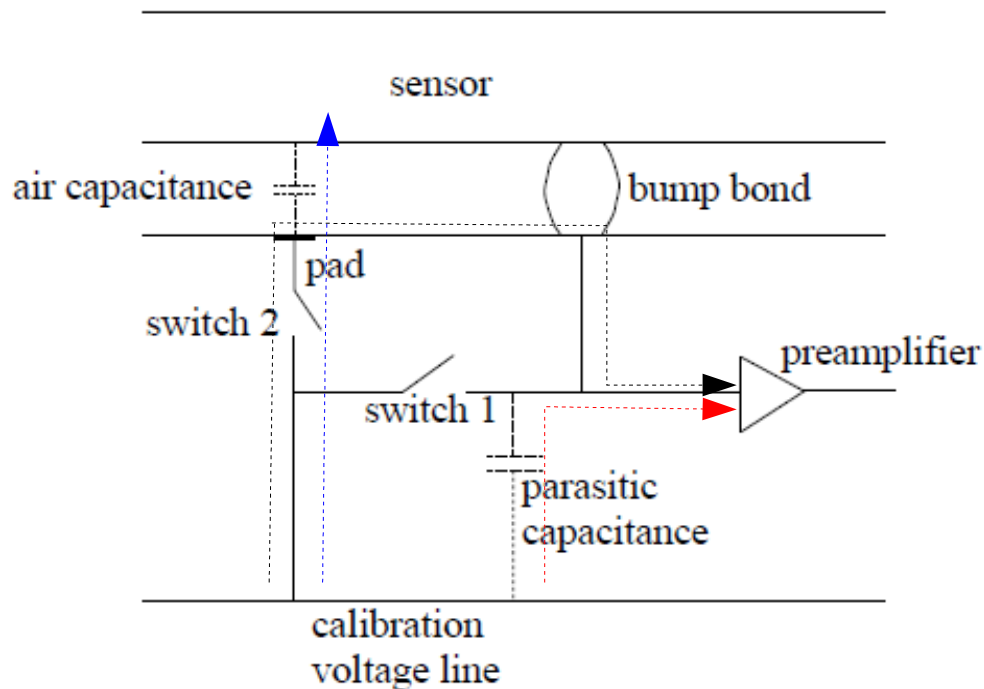 sensor
air capacitance
bump bond
pad
switch 2
preamplifier
switch 1
parasitic
capacitance
calibration
voltage line